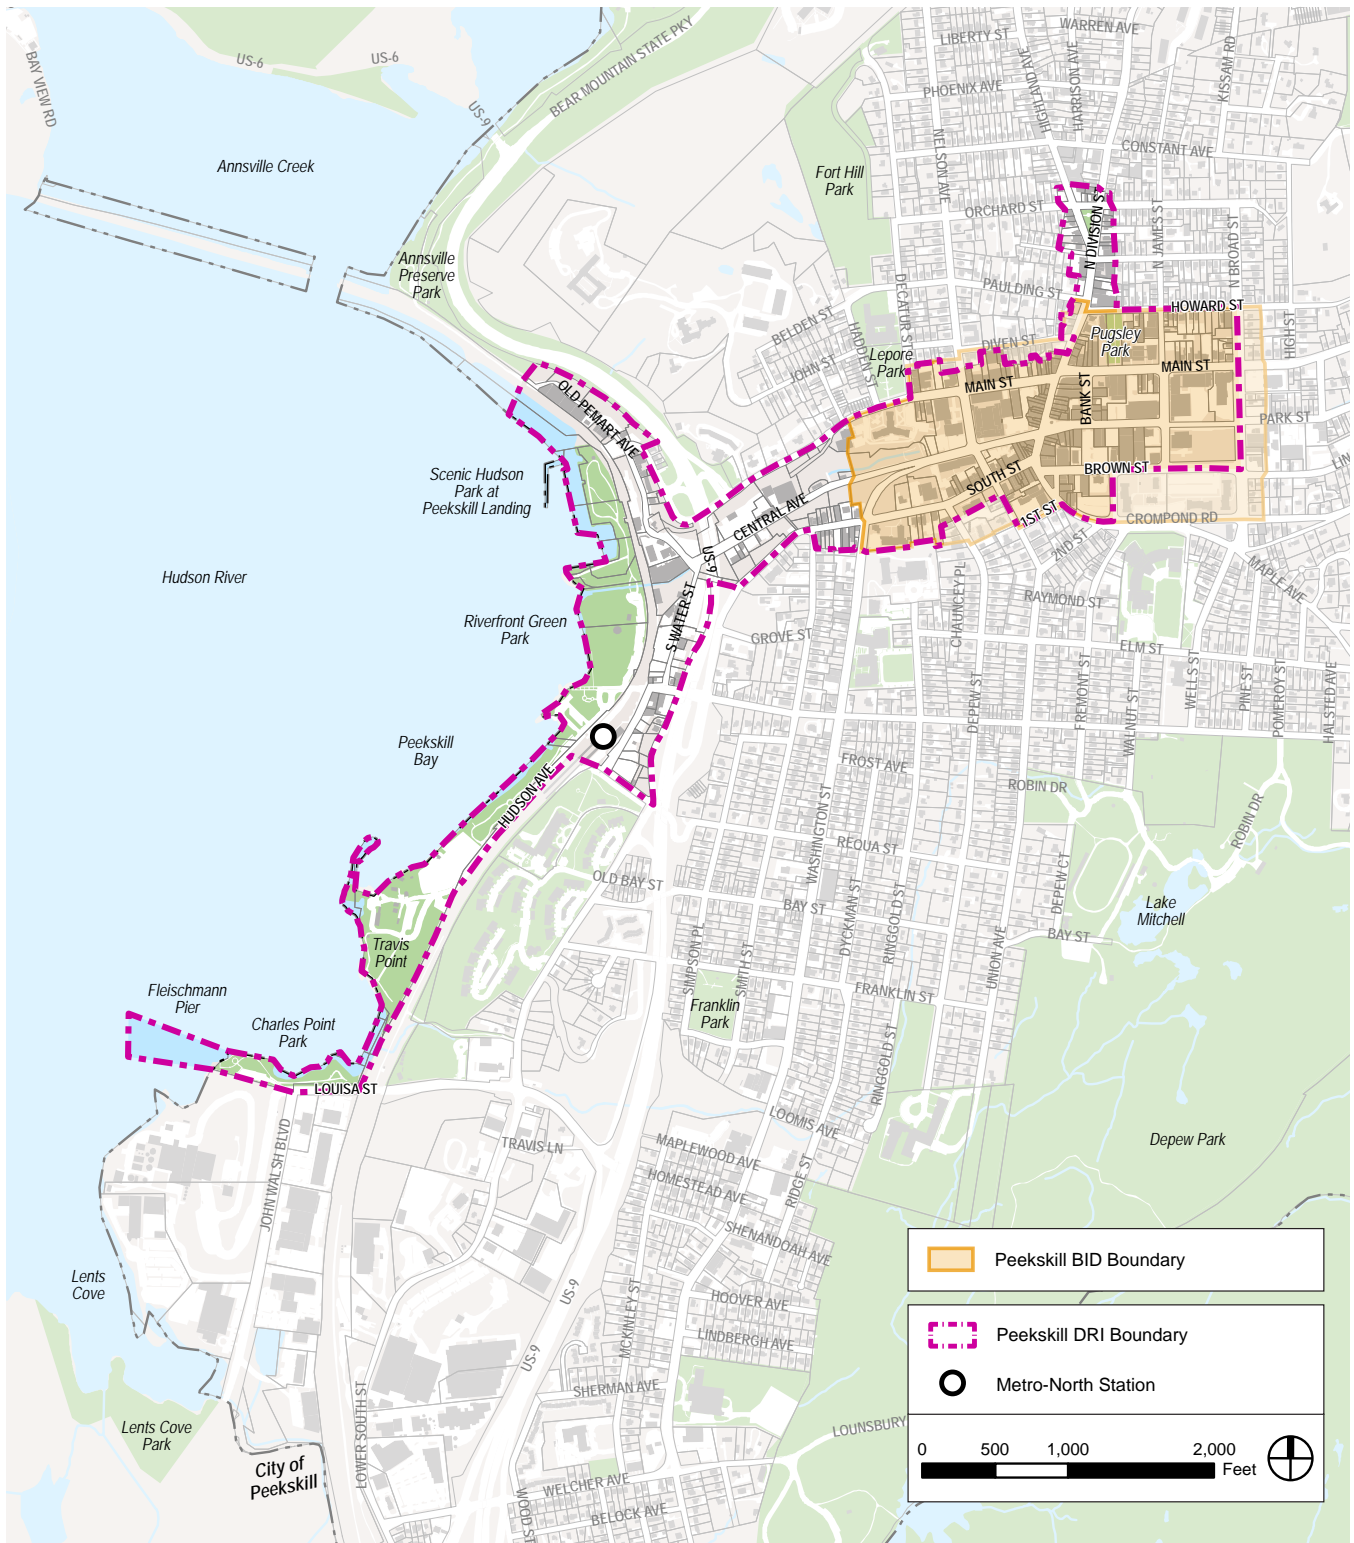 WARREN AVE
LIBERTY ST
US-6
US-6
BAY VIEW RD
BEAR MOUNTAIN STATE PKY
US-9
PHOENIX AVE
HIGHLAND AVE
HARRISON AVE
KISSAM RD
CONSTANT AVE
NELSON AVE
Annsville Creek
Fort Hill
Park
ORCHARD ST
N DIVISION ST
N JAMES ST
N BROAD ST
Annsville
Preserve
Park
DECATUR ST
PAULDING ST
HOWARD ST
BELDEN ST
HADDEN ST
JOHN ST
Lepore
Park
DIVEN ST
Pugsley
Park
HIGH ST
MAIN ST
MAIN ST
BANK ST
OLD PEMART AVE
PARK ST
Scenic Hudson
Park at
Peekskill Landing
SOUTH ST
BROWN ST
LIN
CENTRAL AVE
1ST ST
CROMPOND RD
2ND ST
US-9
Hudson River
CHAUNCEY PL
RAYMOND ST
MAPLE AVE
S WATER ST
Riverfront Green
Park
GROVE ST
ELM ST
DEPEW ST
FREMONT ST
WALNUT ST
WELLS ST
PINE ST
POMEROY ST
HALSTED AVE
Peekskill
Bay
HUDSON AVE
FROST AVE
ROBIN DR
ROBIN DR
WASHINGTON ST
REQUA ST
OLD BAY ST
BAY ST
DYCKMAN ST
RINGGOLD ST
DEPEW CT
Lake
Mitchell
BAY ST
UNION AVE
Travis
Point
SIMPSON PL
SMITH ST
FRANKLIN ST
Franklin
Park
Fleischmann
Pier
Charles Point
Park
RINGGOLD ST
LOUISA ST
LOOMIS AVE
JOHN WALSH BLVD
TRAVIS LN
MAPLEWOOD AVE
Depew Park
HOMESTEAD AVE
RIDGE ST
SHENANDOAH AVE
Lents
Cove
US-9
HOOVER AVE
MCKINLEY ST
LINDBERGH AVE
US-9
SHERMAN AVE
LOWER SOUTH ST
LOUNSBURY
Lents Cove
Park
City of
Peekskill
WELCHER AVE
WOOD ST
BELOCK AVE
Peekskill BID Boundary
Peekskill DRI Boundary
Metro-North Station
0 500 1,000 2,000
Feet